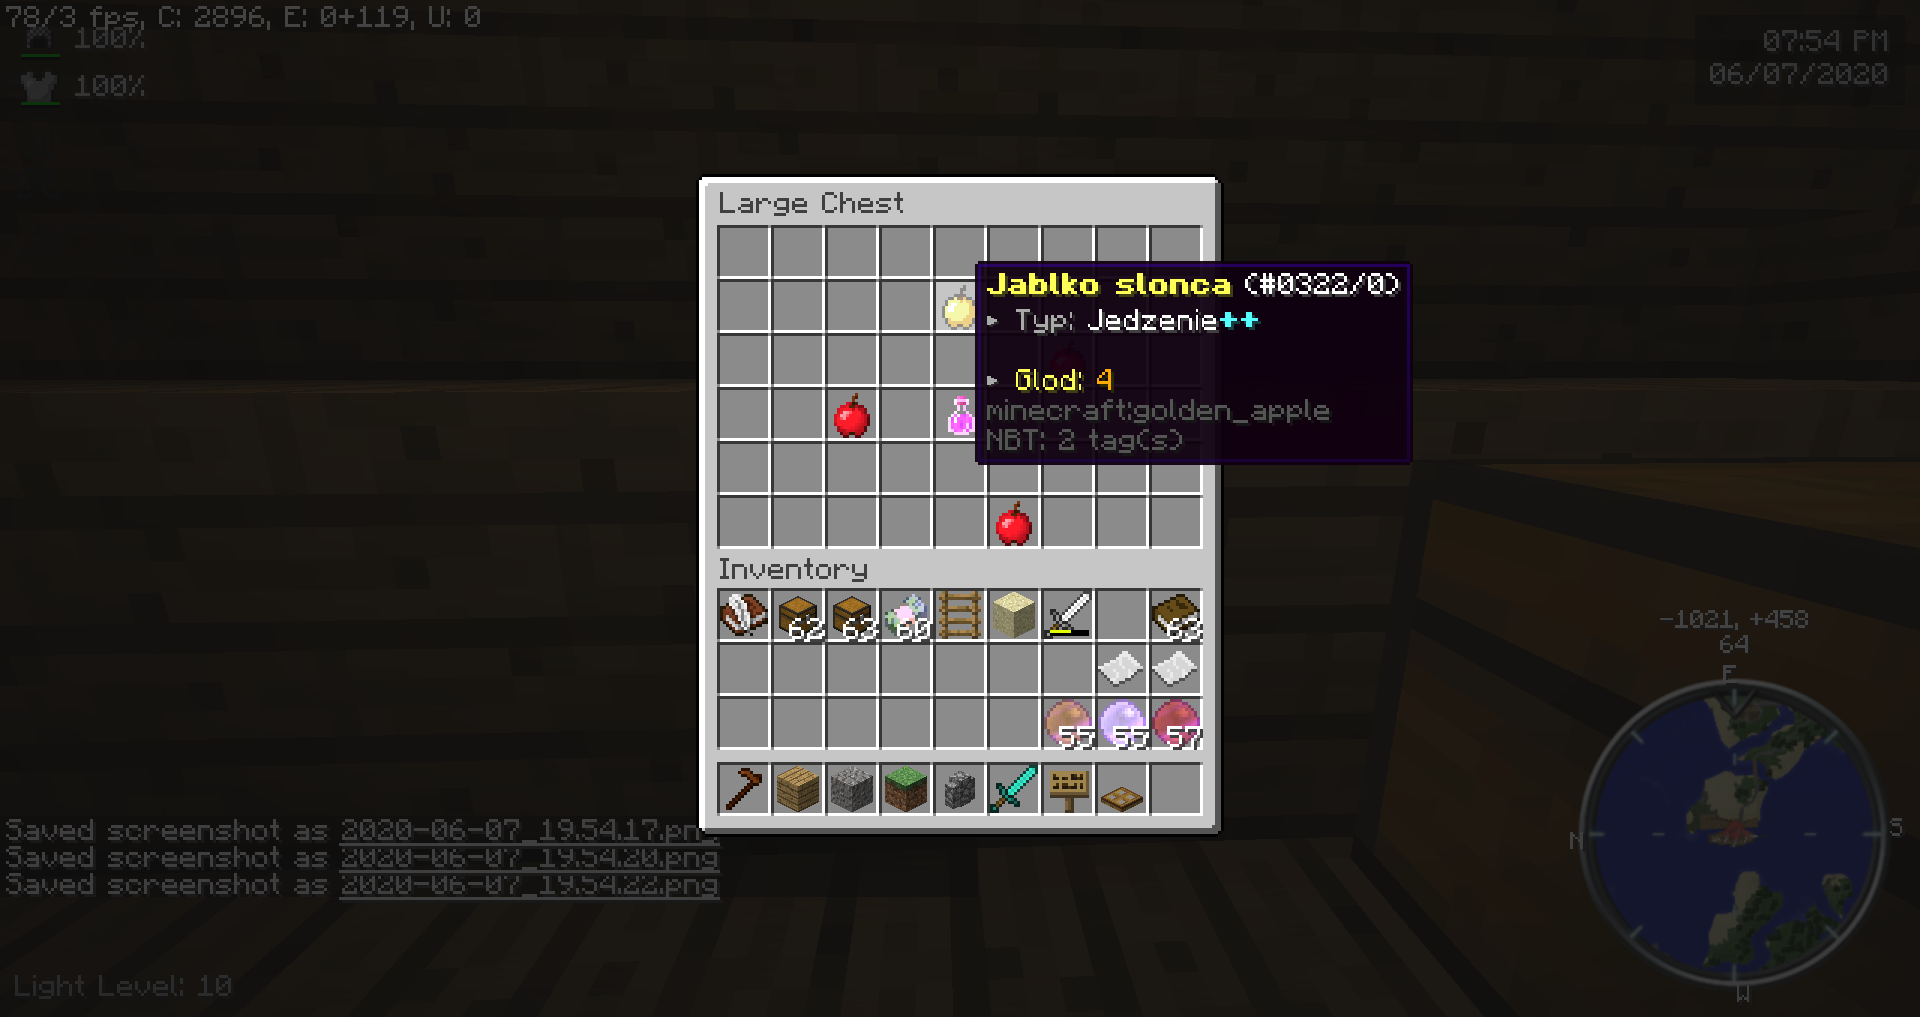 78/3 fps, C: 2896, E: 0+119, U: 0
100%
100%
07:54 PM
06/07/2020
Large Chest
Jablko slonca (#0322/0)
▸ Typ: Jedzenie++
▸ Glod: 4
minecraft:golden_apple
NBT: 2 tag(s)
Inventory
62 63 60 63
55 55 57
-1021, +458
64
E
N
S
W
Saved screenshot as 2020-06-07_19.54.17.png
Saved screenshot as 2020-06-07_19.54.20.png
Saved screenshot as 2020-06-07_19.54.22.png
Light Level: 10